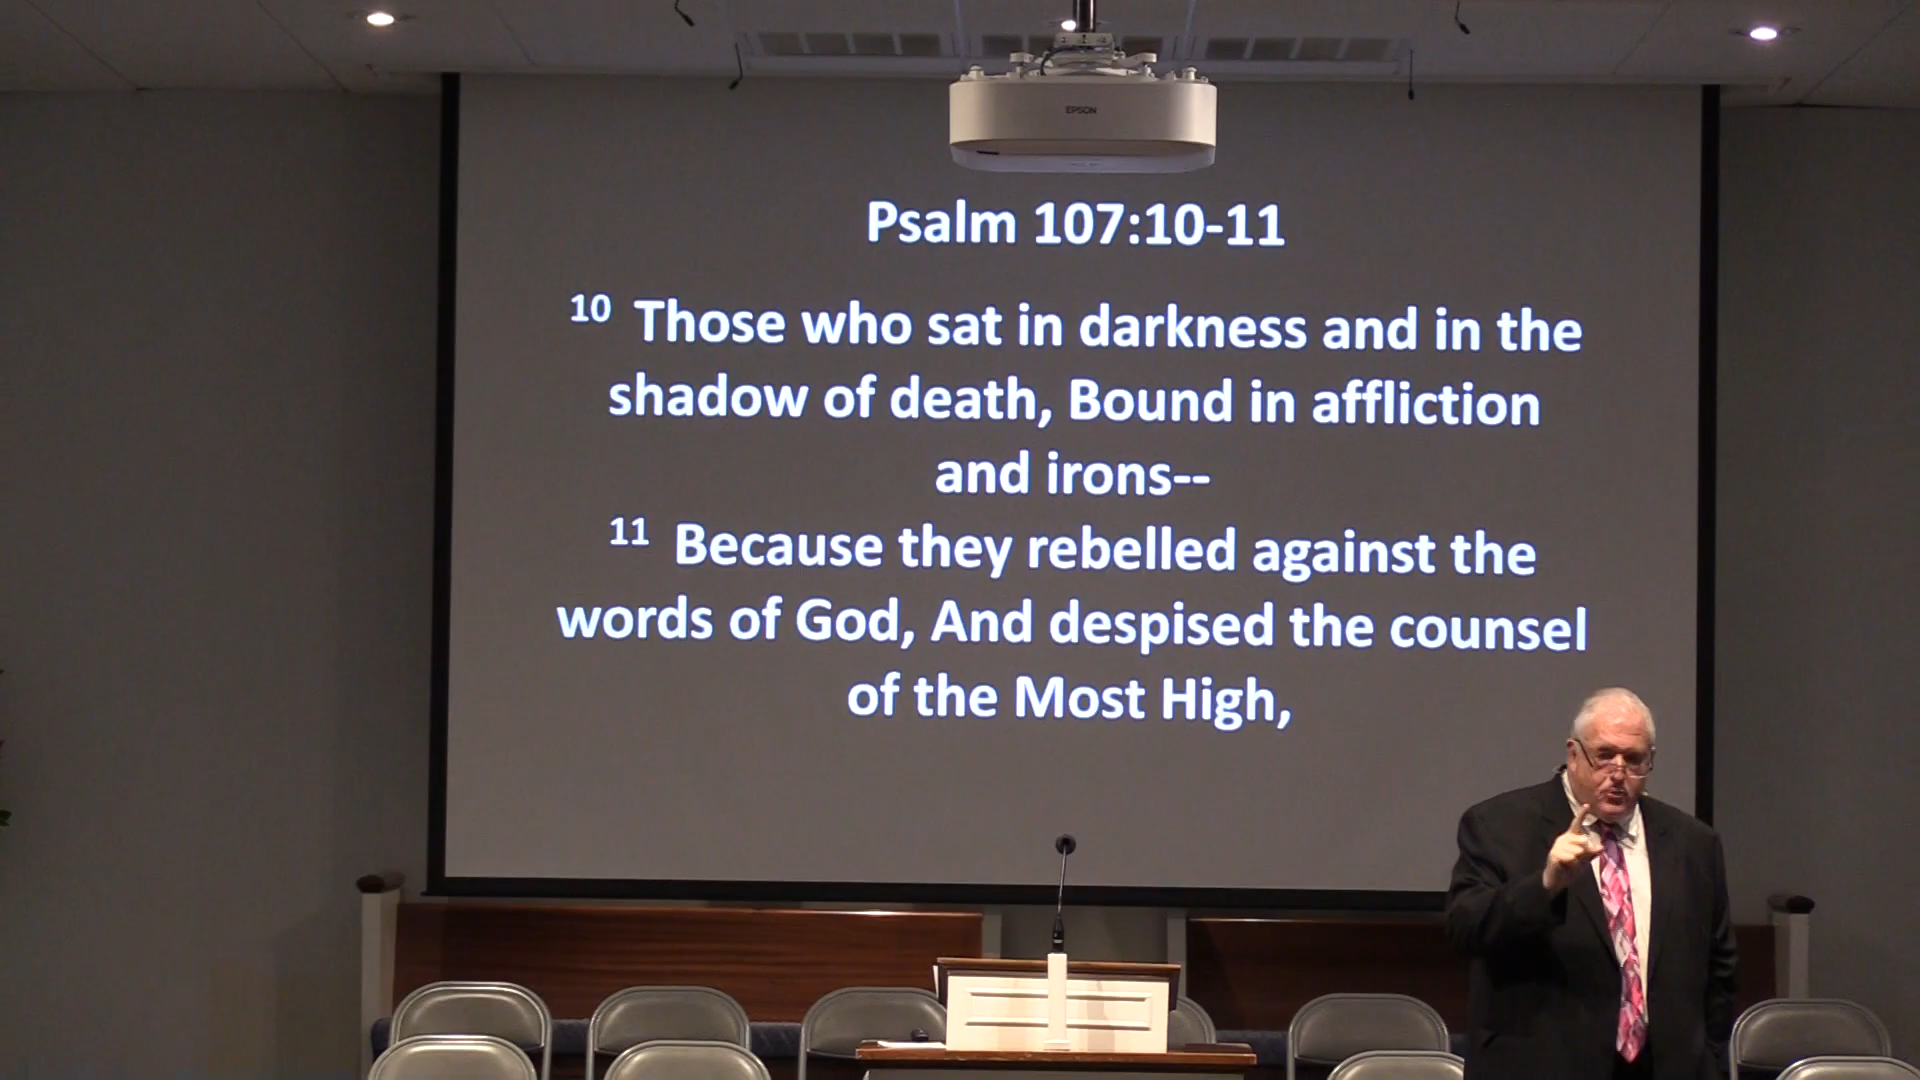 EPSON
Psalm 107:10-11
10 Those who sat in darkness and in the
shadow of death, Bound in affliction
and irons--
11 Because they rebelled against the
words of God, And despised the counsel
of the Most High,